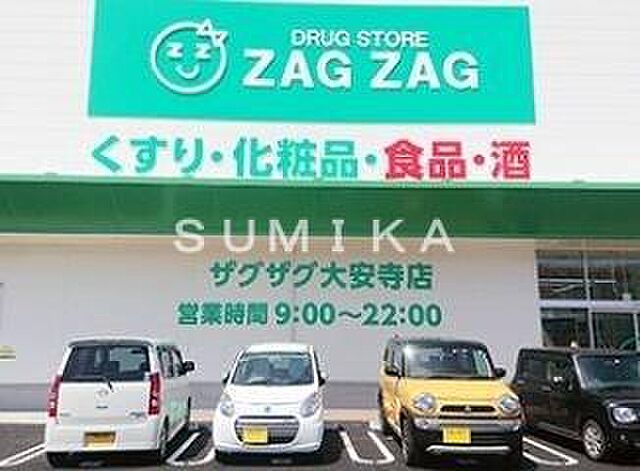 DRUG STORE
ZAG ZAG
くすり・化粧品・食品・酒
SUMIKA
ザグザグ大安寺店
営業時間 9:00～22:00